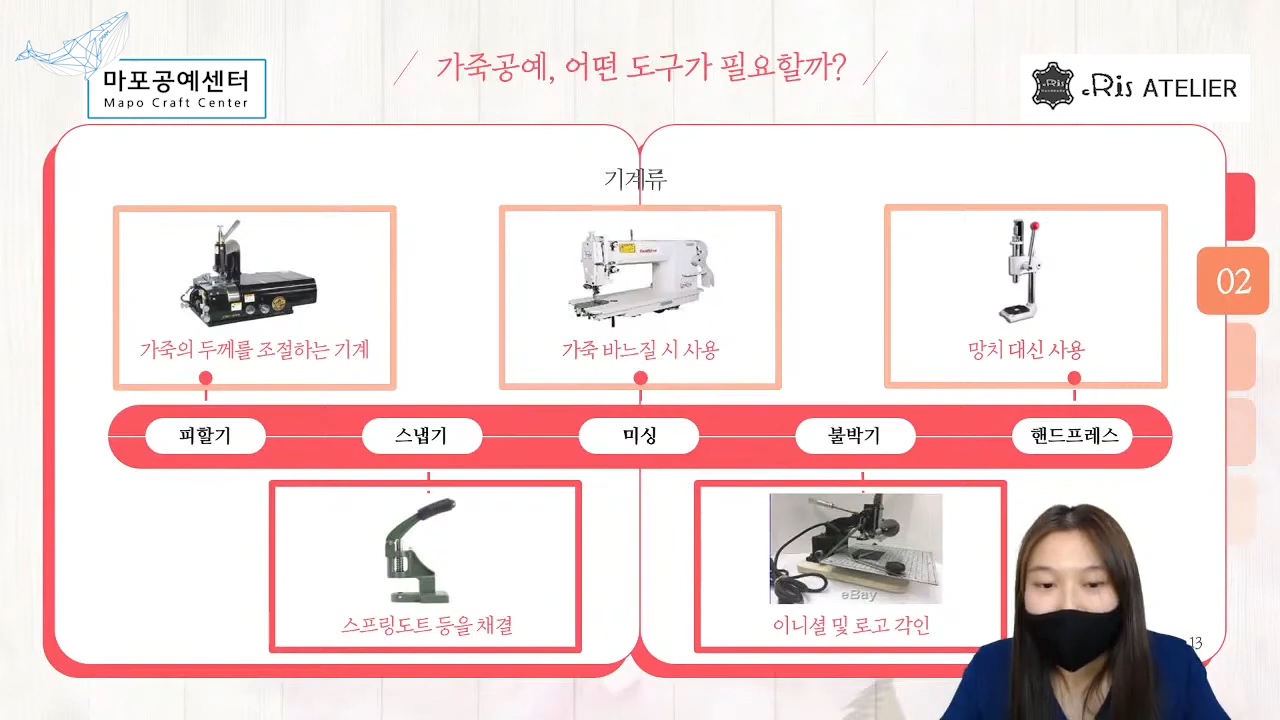 가죽공예, 어떤 도구가 필요할까?
마포공예센터
Mapo Craft Center
Ris ATELIER
기계류
02
가죽의 두께를 조절하는 기계
가죽 바느질 시 사용
망치 대신 사용
피할기
스냅기
미싱
불박기
핸드프레스
eBay
스프링도트 등을 채결
이니셜 및 로고 각인
13